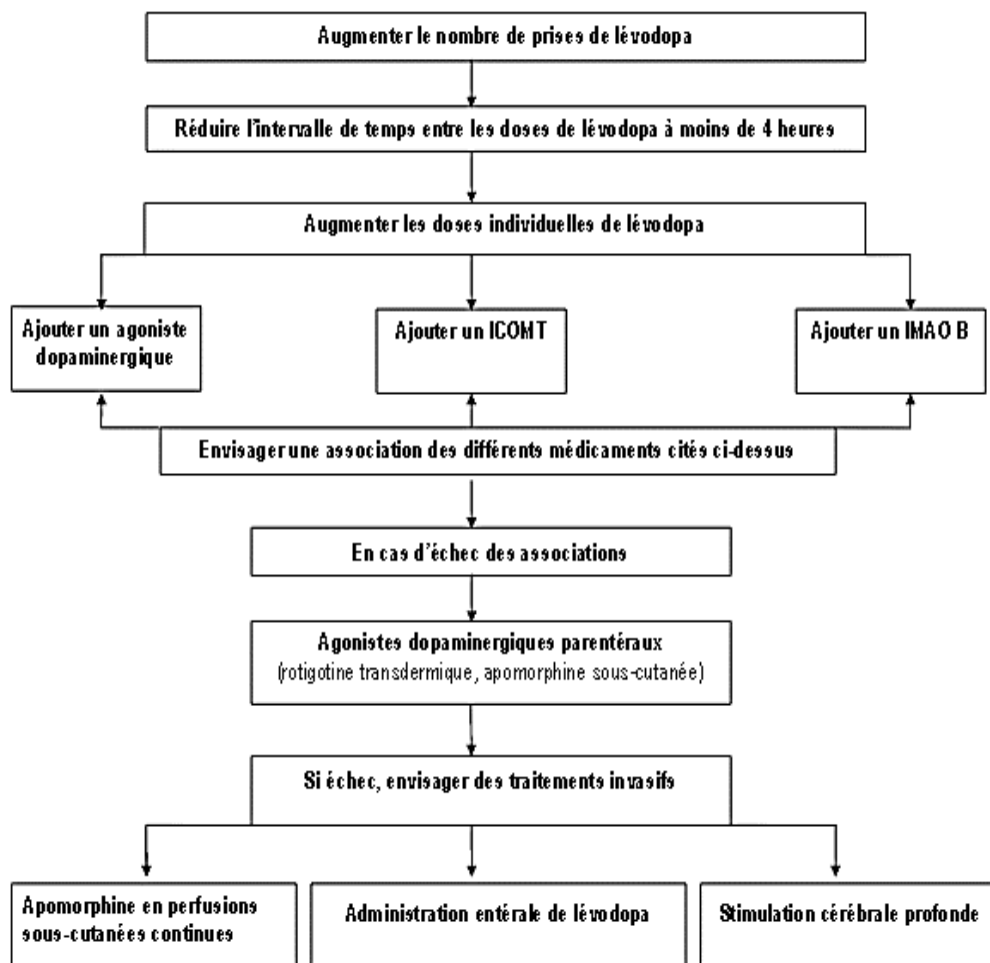 Augmenter le nombre de prises de lévodopa
Réduire l'intervalle de temps entre les doses de lévodopa à moins de 4 heures
Augmenter les doses individuelles de lévodopa
Ajouter un agoniste
dopaminergique
Ajouter un ICOMT
Ajouter un IMAO B
Envisager une association des différents médicaments cités ci-dessus
En cas d'échec des associations
Agonistes dopaminergiques parentéraux
(rotigotine transdermique, apomorphine sous-cutanée)
Si échec, envisager des traitements invasifs
Apomorphine en perfusions
sous-cutanées continues
Administration entérale de lévodopa
Stimulation cérébrale profonde